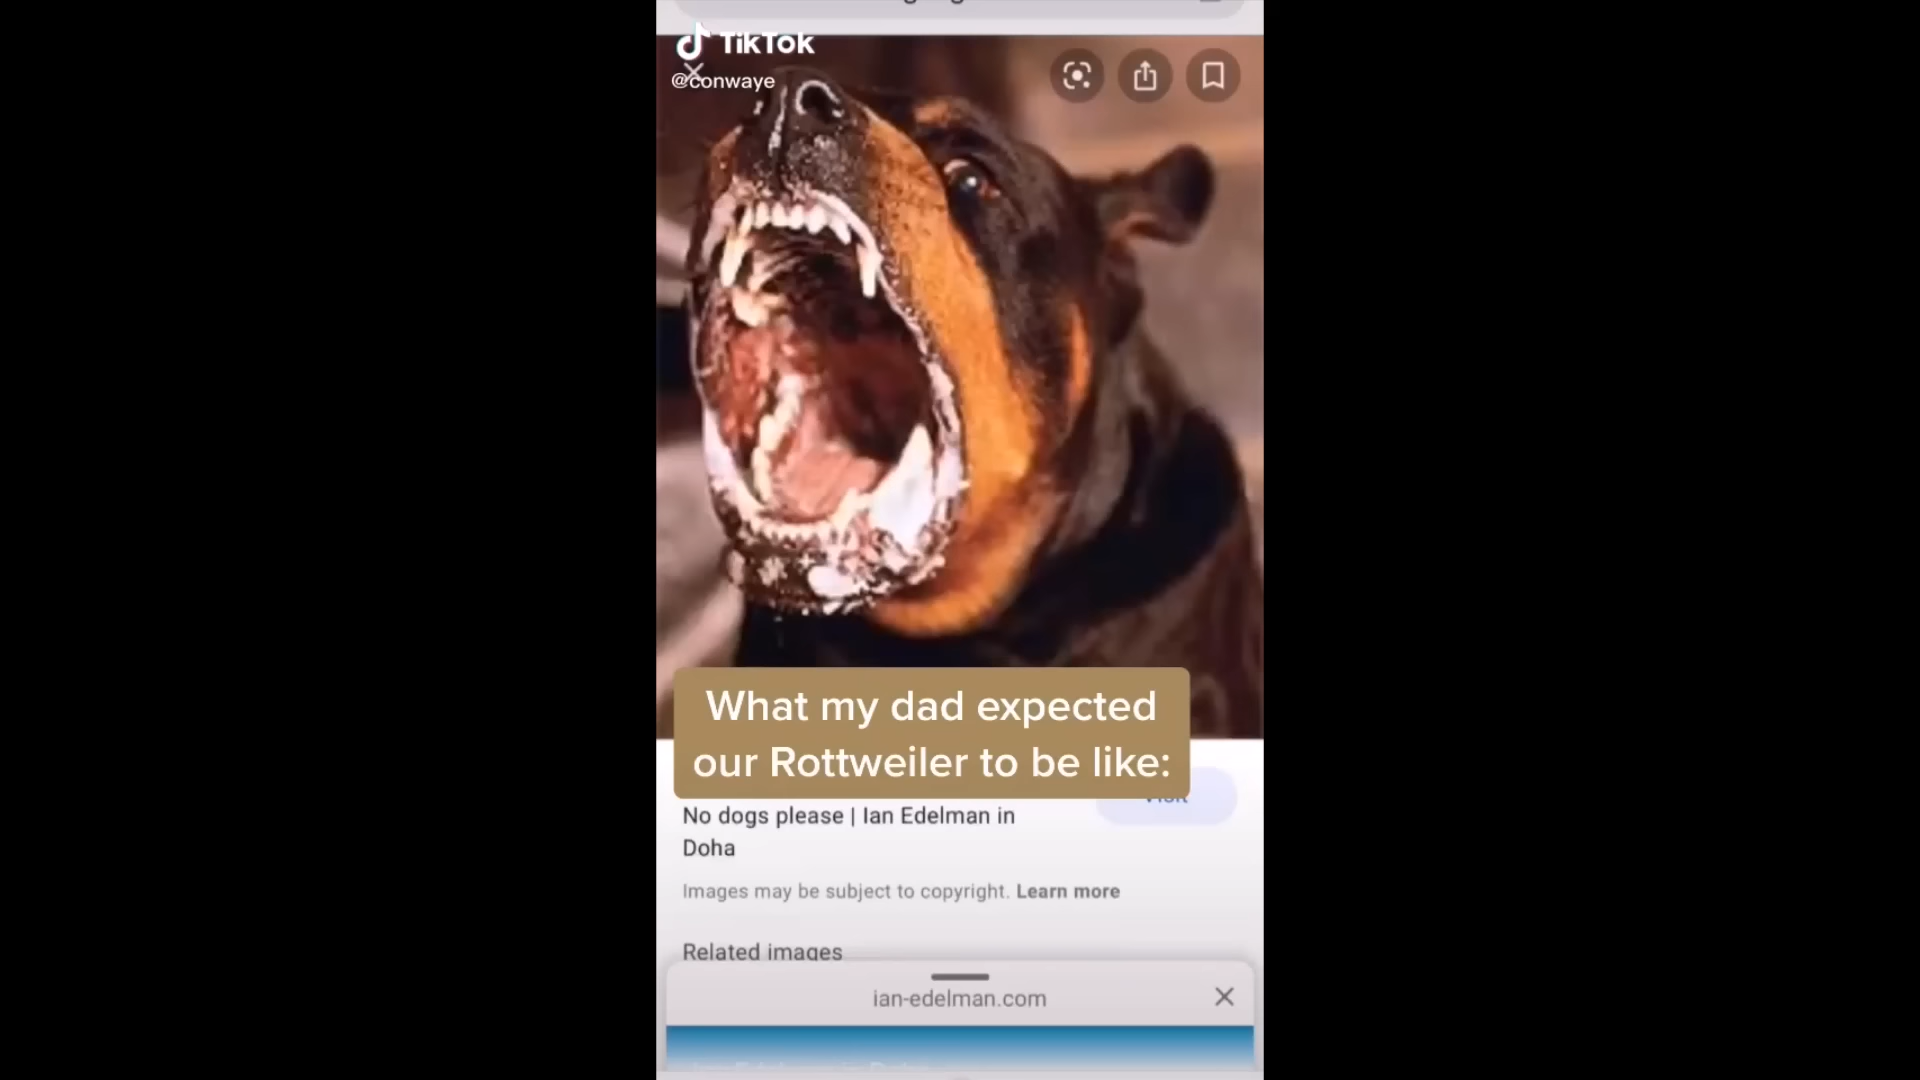 TikTok
@conwaye
What my dad expected
our Rottweiler to be like:
No dogs please | Ian Edelman in
Doha
Images may be subject to copyright. Learn more
Related images
ian-edelman.com